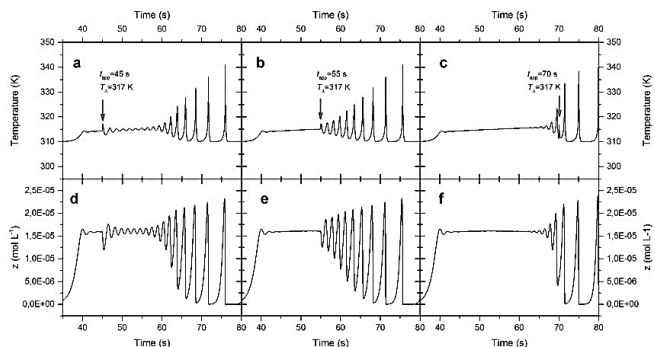 Time (s) Time (s) Time (s)
40 50 60 70 80 40 50 60 70 80 40 50 60 70 80
350 350
a b c
340 340
t_app=45 s t_app=55 s t_app=70 s
T_Δ=317 K T_Δ=317 K T_Δ=317 K
330 330
Temperature (K) Temperature (K)
320 320
310 310
300 300
2,5E-05 2,5E-05
d e f
2,0E-05 2,0E-05
1,5E-05 1,5E-05
z (mol L⁻¹) z (mol L-1)
1,0E-05 1,0E-05
5,0E-06 5,0E-06
0,0E+00 0,0E+00
40 50 60 70 80 40 50 60 70 80 40 50 60 70 80
Time (s) Time (s) Time (s)